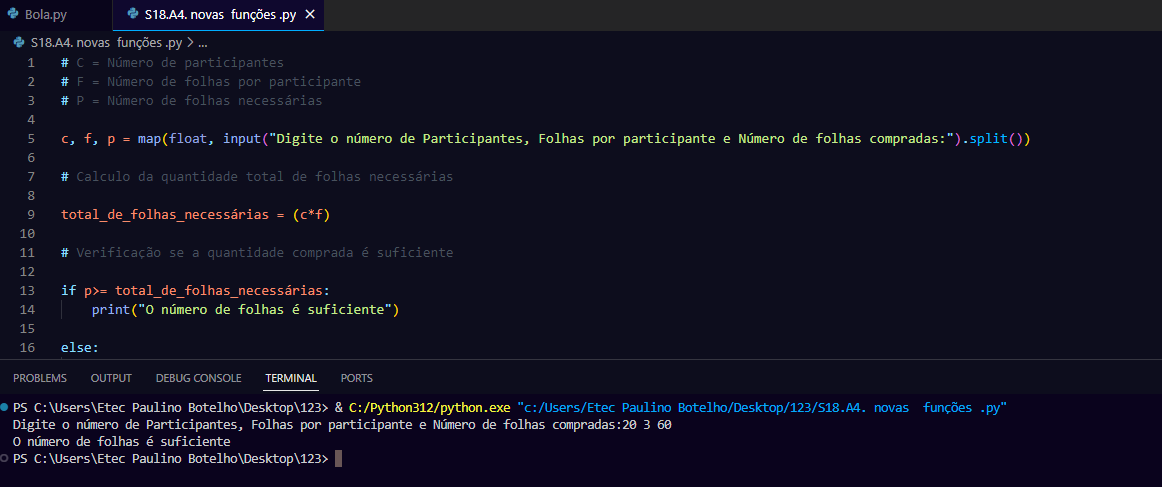 Bola.py
S18.A4. novas  funções .py
S18.A4. novas  funções .py > ...
1 # C = Número de participantes
2 # F = Número de folhas por participante
3 # P = Número de folhas necessárias
4
5 c, f, p = map(float, input("Digite o número de Participantes, Folhas por participante e Número de folhas compradas:").split())
6
7 # Calculo da quantidade total de folhas necessárias
8
9 total_de_folhas_necessárias = (c*f)
10
11 # Verificação se a quantidade comprada é suficiente
12
13 if p>= total_de_folhas_necessárias:
14     print("O número de folhas é suficiente")
15
16 else:
PROBLEMS OUTPUT DEBUG CONSOLE TERMINAL PORTS
PS C:\Users\Etec Paulino Botelho\Desktop\123> & C:/Python312/python.exe "c:/Users/Etec Paulino Botelho/Desktop/123/S18.A4. novas  funções .py"
Digite o número de Participantes, Folhas por participante e Número de folhas compradas:20 3 60
O número de folhas é suficiente
PS C:\Users\Etec Paulino Botelho\Desktop\123>